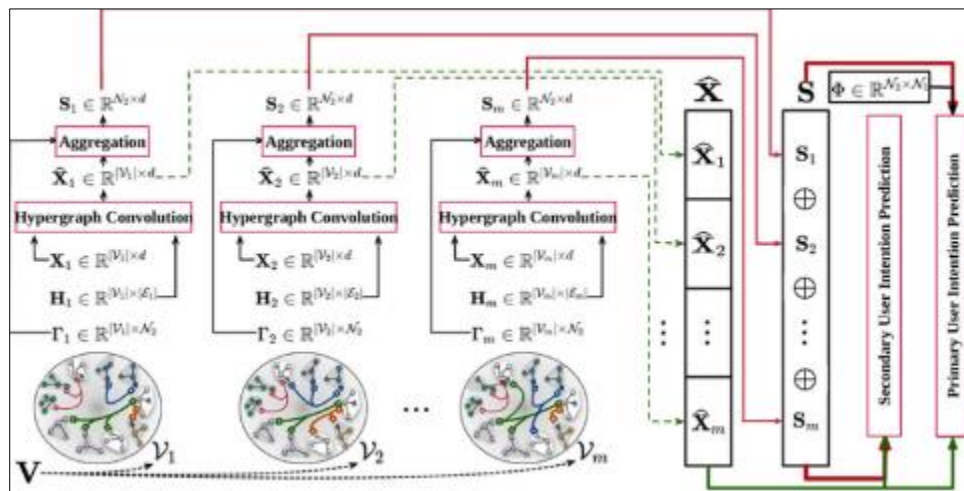 S₁ ∈ ℝ^{𝒩₂×d}
Aggregation
X̂₁ ∈ ℝ^{|𝒱₁|×d}
Hypergraph Convolution
X₁ ∈ ℝ^{|𝒱₁|×d}
H₁ ∈ ℝ^{|𝒱₁|×|ℰ₁|}
Γ₁ ∈ ℝ^{|𝒱₁|×𝒩₂}
𝒱₁
S₂ ∈ ℝ^{𝒩₂×d}
Aggregation
X̂₂ ∈ ℝ^{|𝒱₂|×d}
Hypergraph Convolution
X₂ ∈ ℝ^{|𝒱₂|×d}
H₂ ∈ ℝ^{|𝒱₂|×|ℰ₂|}
Γ₂ ∈ ℝ^{|𝒱₂|×𝒩₂}
𝒱₂
...
Sₘ ∈ ℝ^{𝒩₂×d}
Aggregation
X̂ₘ ∈ ℝ^{|𝒱ₘ|×d}
Hypergraph Convolution
Xₘ ∈ ℝ^{|𝒱ₘ|×d}
Hₘ ∈ ℝ^{|𝒱ₘ|×|ℰₘ|}
Γₘ ∈ ℝ^{|𝒱ₘ|×𝒩₂}
𝒱ₘ
V
X̂
X̂₁
X̂₂
⋮ ⋮
X̂ₘ
S
S₁
⊕
S₂
⊕
⋮
⊕
Sₘ
Secondary User Intention Prediction
Primary User Intention Prediction